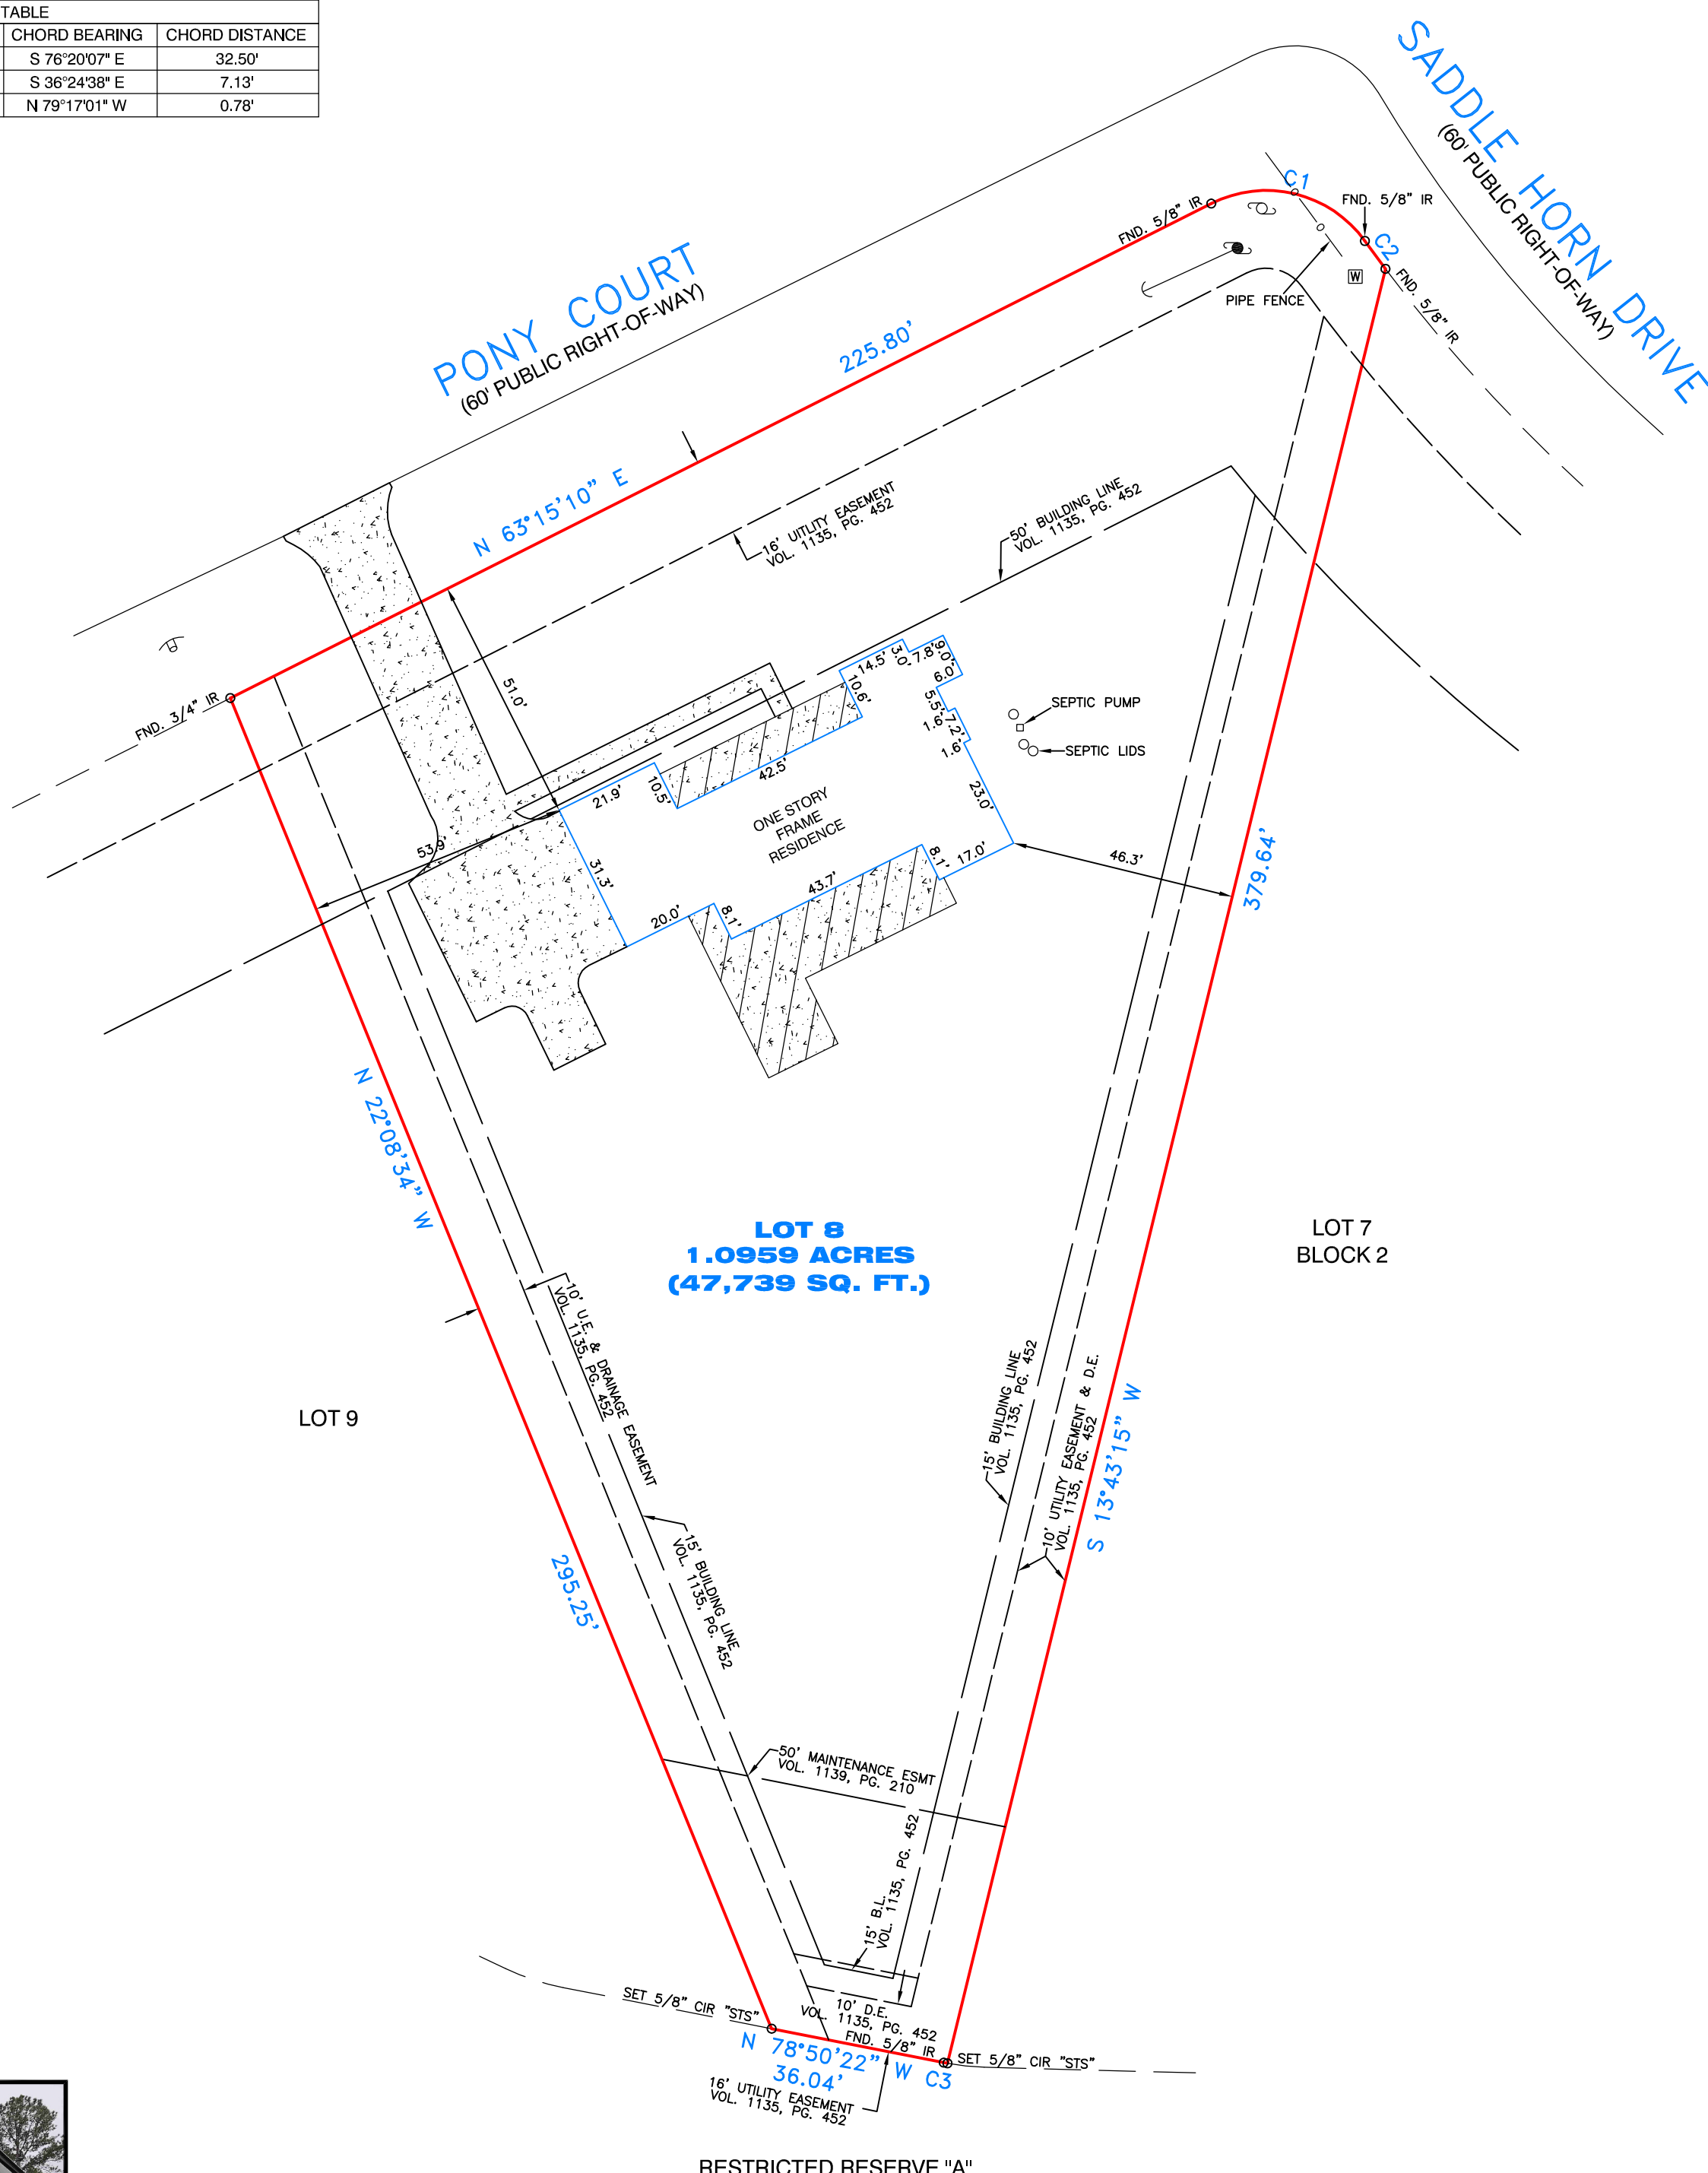 TABLE
CHORD BEARING CHORD DISTANCE
S 76°20'07" E 32.50'
S 36°24'38" E 7.13'
N 79°17'01" W 0.78'
SADDLE HORN DRIVE
(60' PUBLIC RIGHT-OF-WAY)
PONY COURT
(60' PUBLIC RIGHT-OF-WAY)
C1
FND. 5/8" IR
FND. 5/8" IR
C2
FND. 5/8" IR
W
PIPE FENCE
225.80'
N 63°15'10" E
16' UITLITY EASEMENT
VOL. 1135, PG. 452
50' BUILDING LINE
VOL. 1135, PG. 452
FND. 3/4" IR
51.0'
53.9'
14.5'
3.0'
7.8'
9.0'
6.0'
10.6'
5.5'
1.6'
7.2'
1.6'
23.0'
SEPTIC PUMP
SEPTIC LIDS
21.9'
10.5'
42.5'
ONE STORY
FRAME
RESIDENCE
31.3'
20.0'
8.1'
43.7'
8.1'
17.0'
46.3'
379.64'
N 22°08'34" W
LOT 8
1.0959 ACRES
(47,739 SQ. FT.)
LOT 7
BLOCK 2
LOT 9
10' U.E. & DRAINAGE EASEMENT
VOL. 1135, PG. 452
15' BUILDING LINE
VOL. 1135, PG. 452
10' UTILITY EASEMENT & D.E.
VOL. 1135, PG. 452
S 13°43'15" W
295.25'
15' BUILDING LINE
VOL. 1135, PG. 452
50' MAINTENANCE ESMT
VOL. 1139, PG. 210
15' B.L.
VOL. 1135, PG. 452
SET 5/8" CIR "STS"
10' D.E.
VOL. 1135, PG. 452
FND. 5/8" IR
SET 5/8" CIR "STS"
N 78°50'22" W
36.04'
C3
16' UTILITY EASEMENT
VOL. 1135, PG. 452
RESTRICTED RESERVE "A"